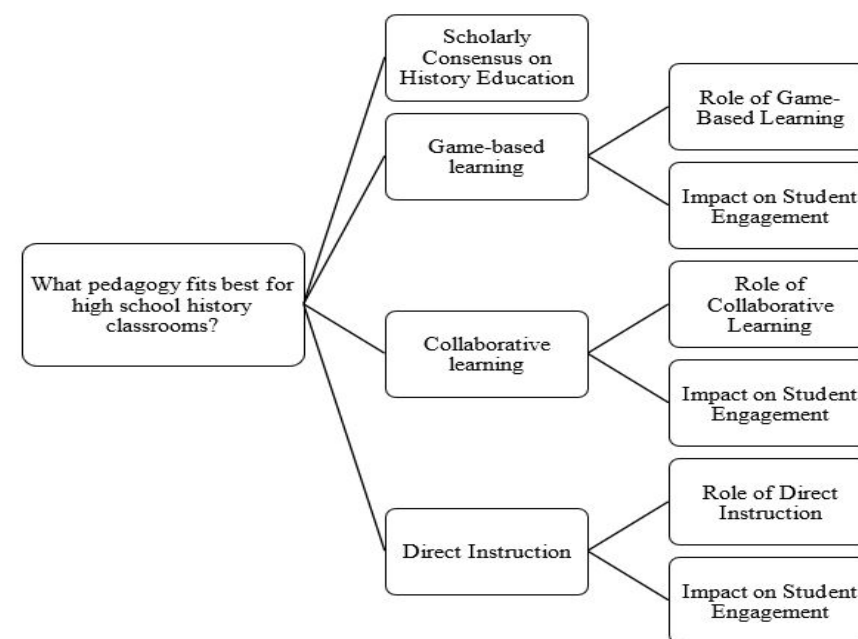 Scholarly
Consensus on
History Education
Role of Game-
Based Learning
Game-based
learning
Impact on Student
Engagement
What pedagogy fits best for
high school history
classrooms?
Role of
Collaborative
Learning
Collaborative
learning
Impact on Student
Engagement
Role of Direct
Instruction
Direct Instruction
Impact on Student
Engagement